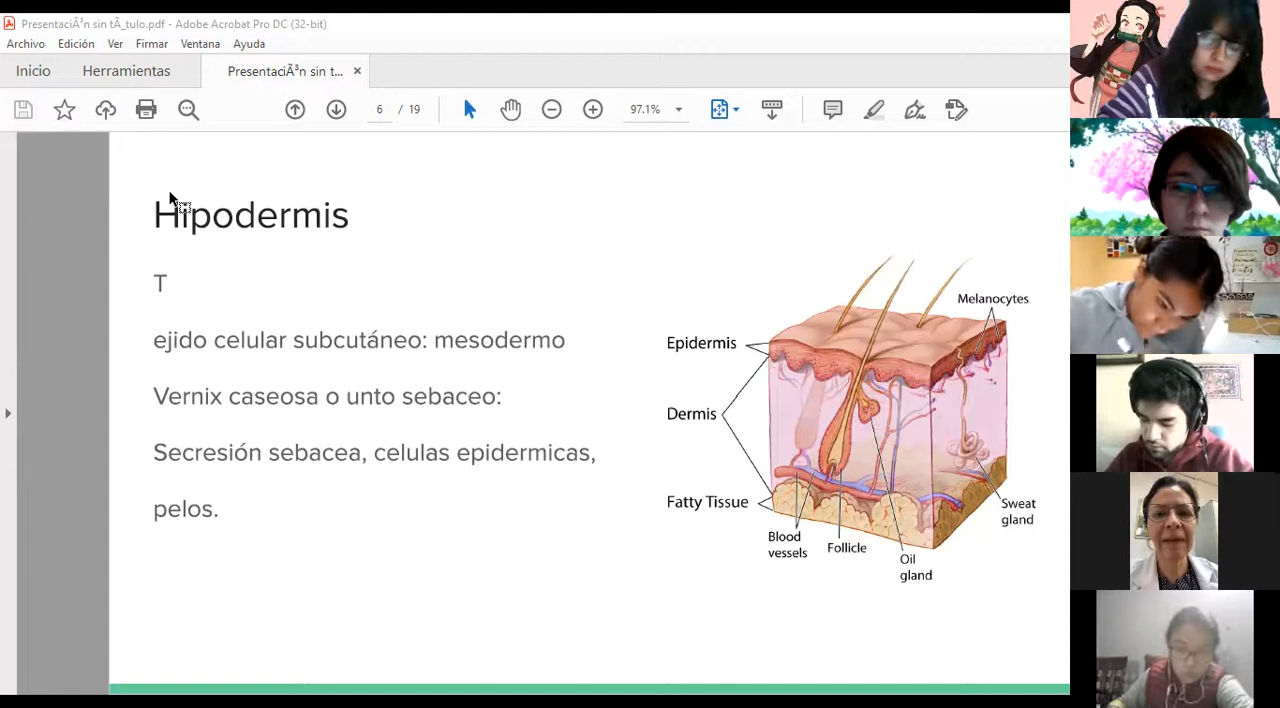 PresentaciÃ³n sin tÃ_tulo.pdf - Adobe Acrobat Pro DC (32-bit)
Archivo Edición Ver Firmar Ventana Ayuda
Inicio Herramientas PresentaciÃ³n sin t... ×
6 / 19 97.1%
Hipodermis
T
ejido celular subcutáneo: mesodermo
Vernix caseosa o unto sebaceo:
Secresión sebacea, celulas epidermicas,
pelos.
Melanocytes
Epidermis
Dermis
Fatty Tissue
Sweat
gland
Blood
vessels
Follicle
Oil
gland